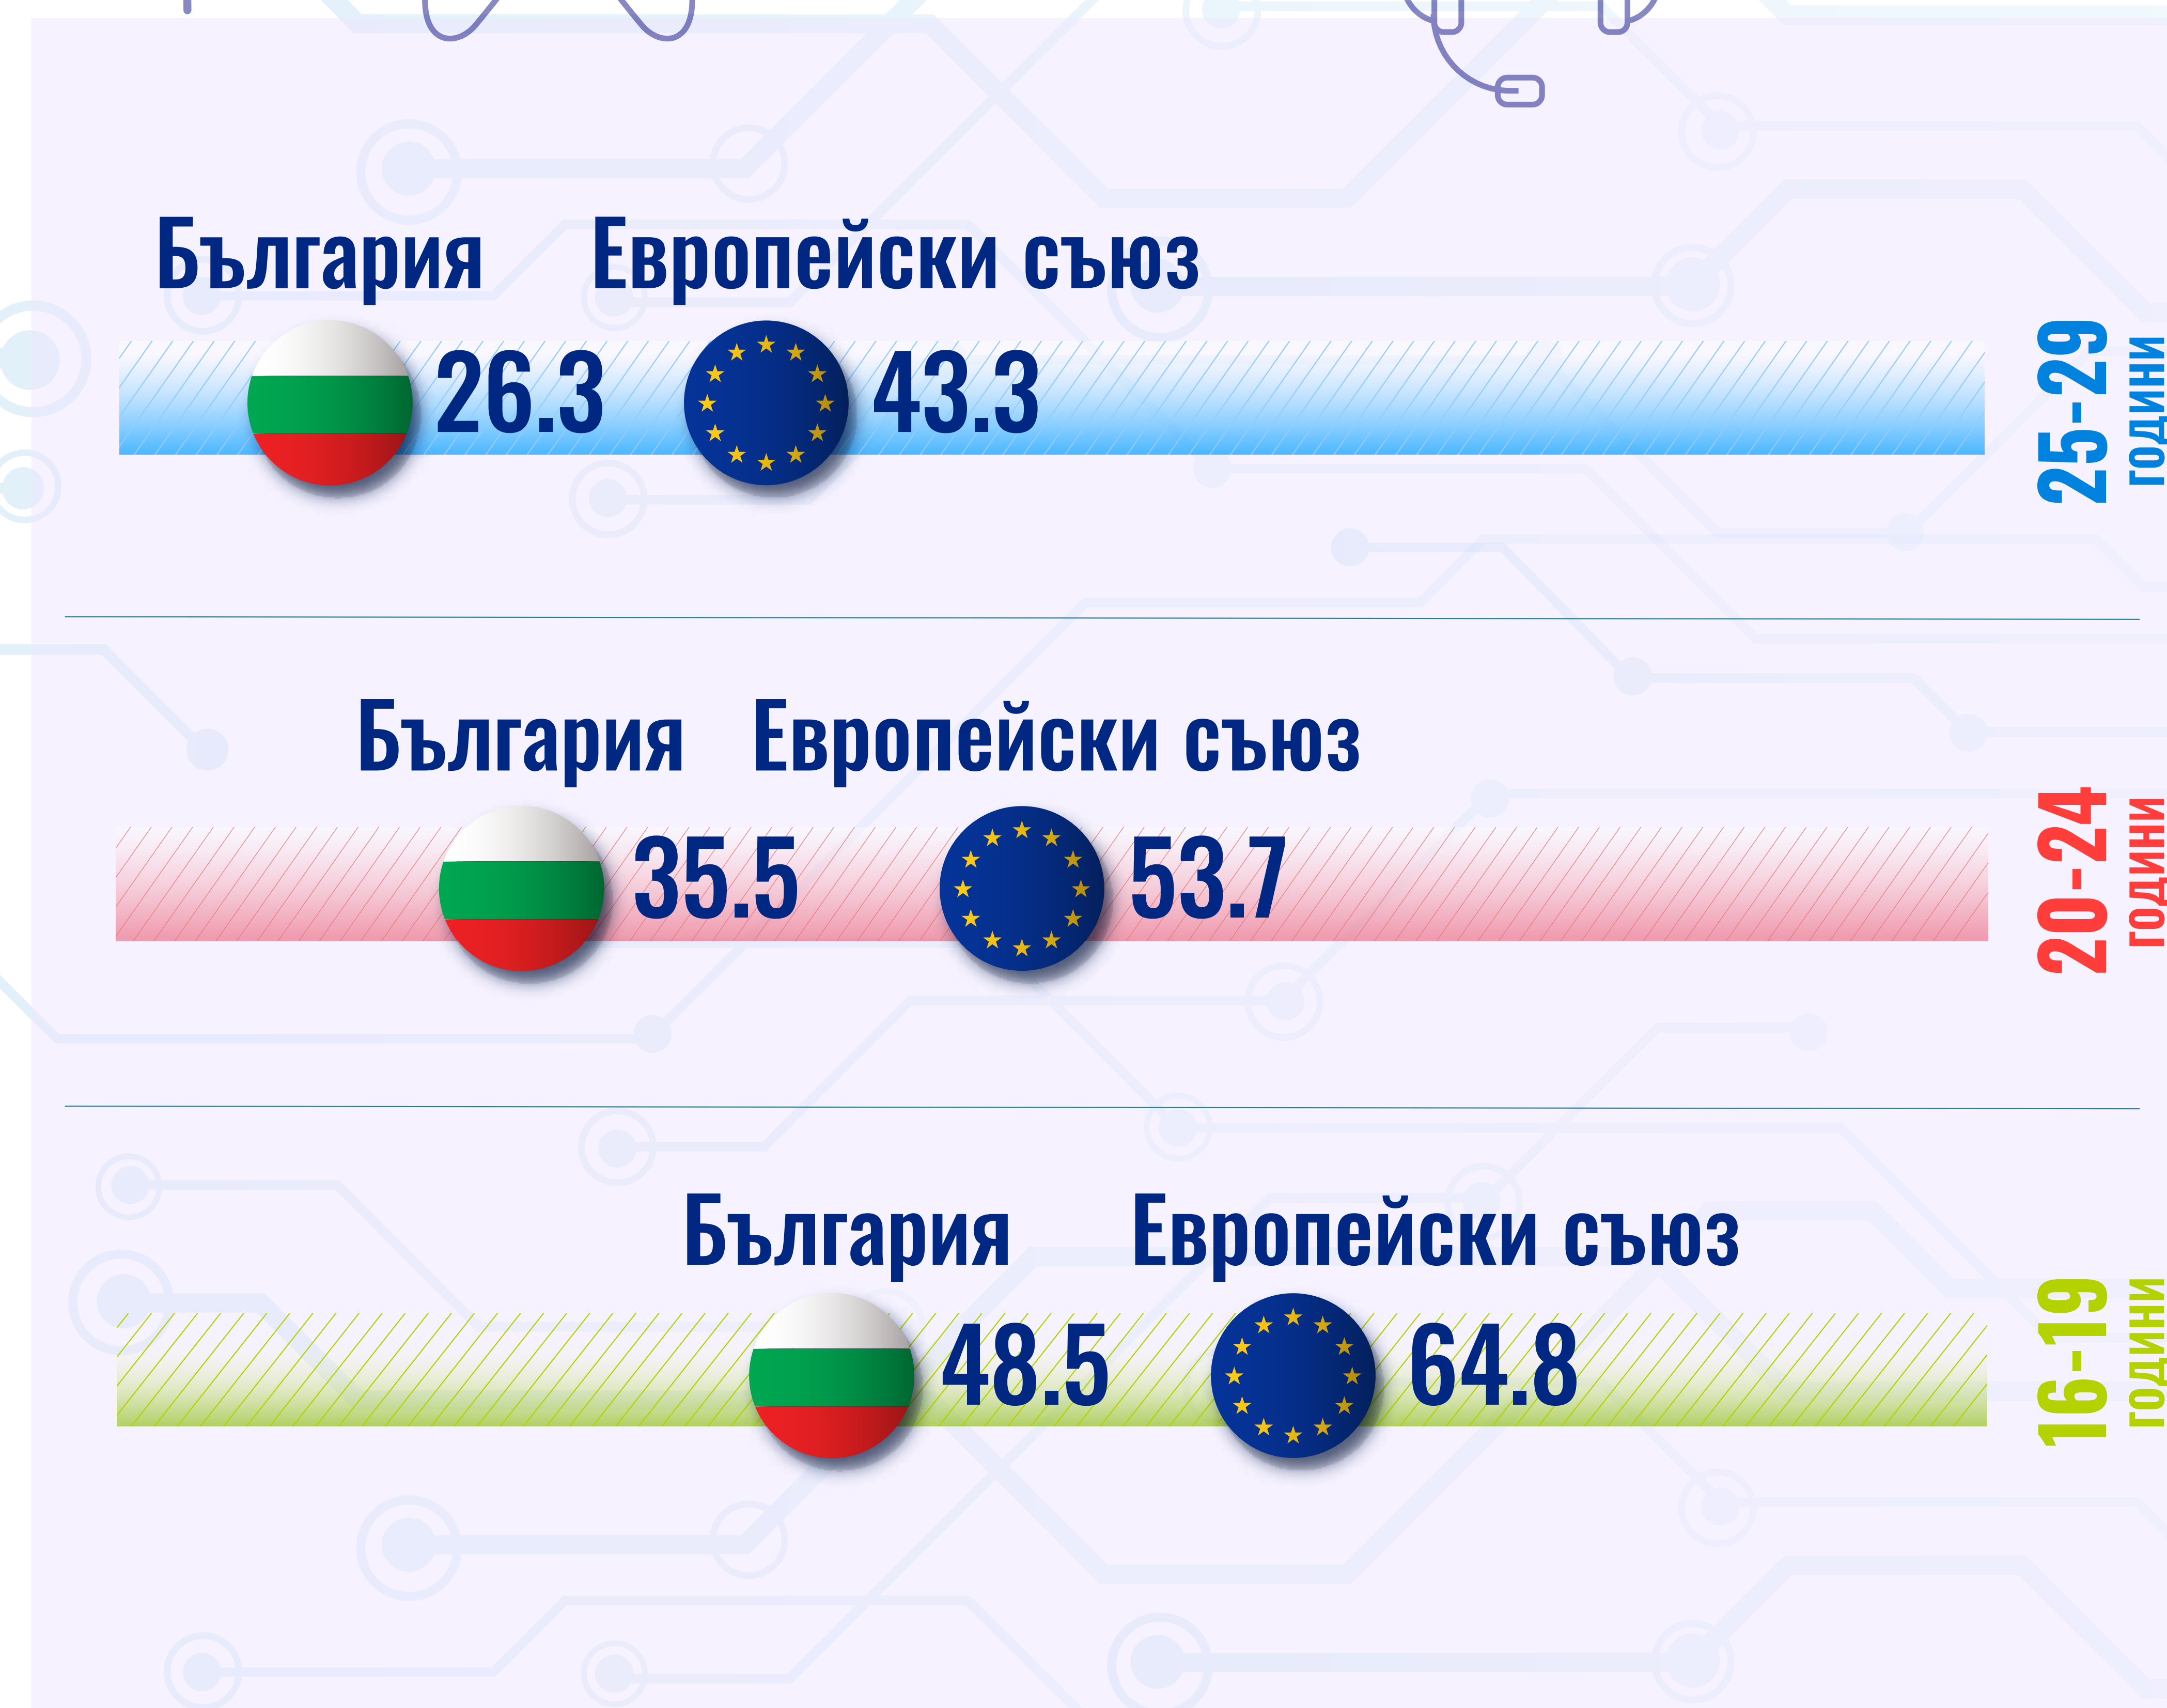 България Европейски съюз
26.3 43.3
25-29
години
България Европейски съюз
35.5 53.7
20-24
години
България Европейски съюз
48.5 64.8
16-19
години